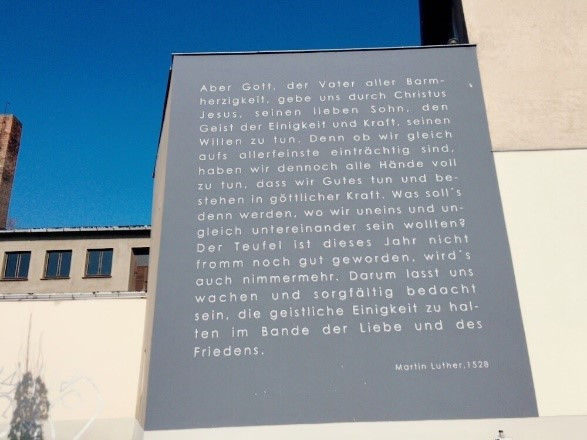 Aber Gott, der Vater aller Barm-
herzigkeit, gebe uns durch Christus
Jesus, seinen lieben Sohn, den
Geist der Einigkeit und Kraft, seinen
Willen zu tun. Denn ob wir gleich
aufs allerfeinste einträchtig sind,
haben wir dennoch alle Hände voll
zu tun, dass wir Gutes tun und be-
stehen in göttlicher Kraft. Was soll´s
denn werden, wo wir uneins und un-
gleich untereinander sein wollten?
Der Teufel ist dieses Jahr nicht
fromm noch gut geworden, wird´s
auch nimmermehr. Darum lasst uns
wachen und sorgfältig bedacht
sein, die geistliche Einigkeit zu hal-
ten im Bande der Liebe und des
Friedens.
Martin Luther,1528